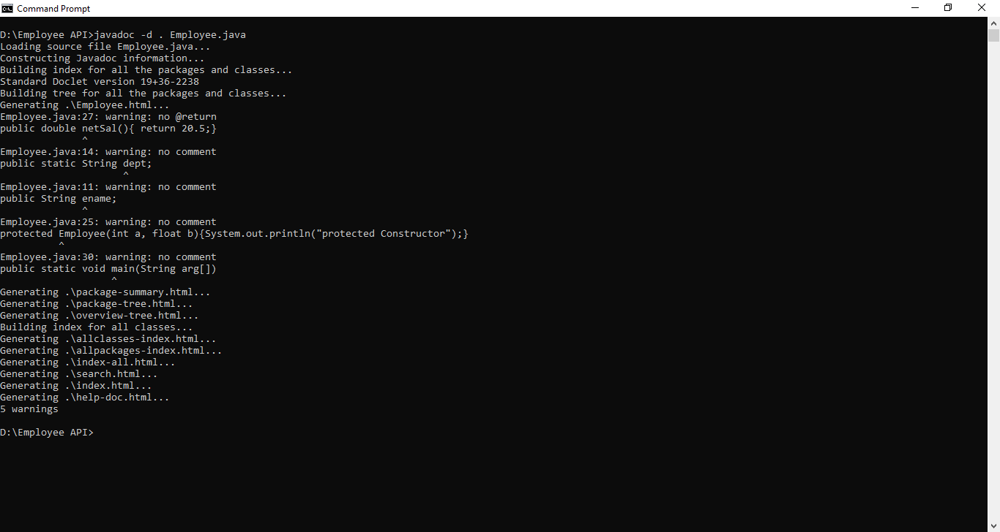 Command Prompt
D:\Employee API>javadoc -d . Employee.java
Loading source file Employee.java...
Constructing Javadoc information...
Building index for all the packages and classes...
Standard Doclet version 19+36-2238
Building tree for all the packages and classes...
Generating .\Employee.html...
Employee.java:27: warning: no @return
public double netSal(){ return 20.5;}
              ^
Employee.java:14: warning: no comment
public static String dept;
                     ^
Employee.java:11: warning: no comment
public String ename;
              ^
Employee.java:25: warning: no comment
protected Employee(int a, float b){System.out.println("protected Constructor");}
          ^
Employee.java:30: warning: no comment
public static void main(String arg[])
                   ^
Generating .\package-summary.html...
Generating .\package-tree.html...
Generating .\overview-tree.html...
Building index for all classes...
Generating .\allclasses-index.html...
Generating .\allpackages-index.html...
Generating .\index-all.html...
Generating .\search.html...
Generating .\index.html...
Generating .\help-doc.html...
5 warnings
D:\Employee API>